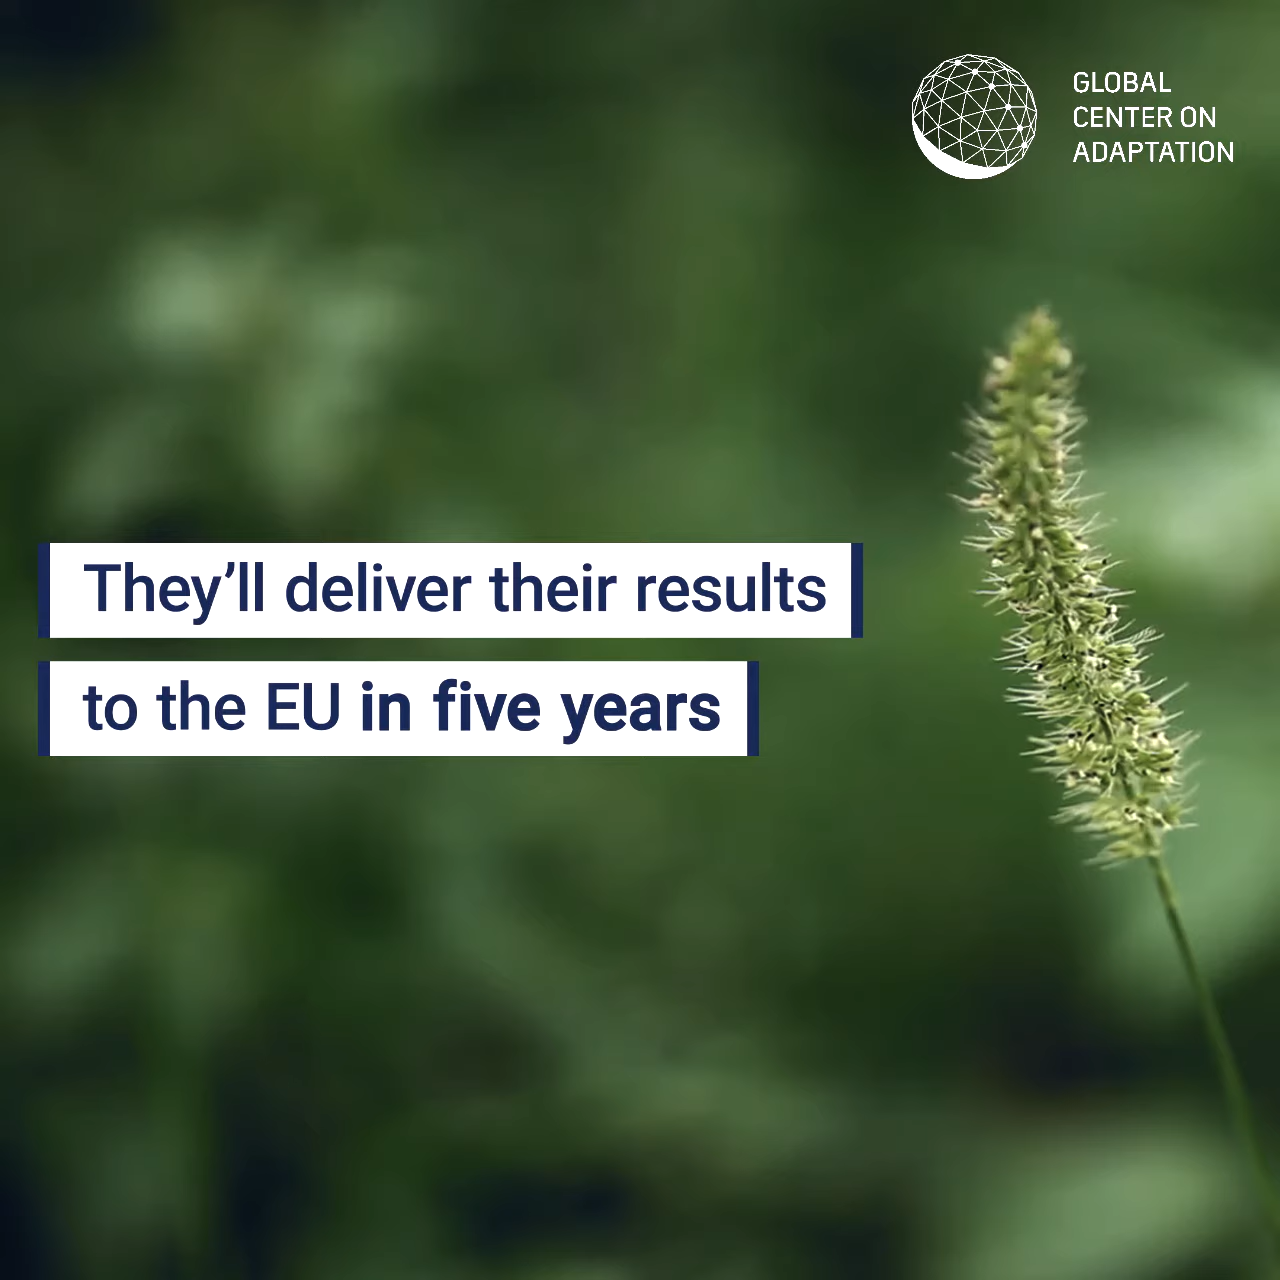 GLOBAL
CENTER ON
ADAPTATION
They’ll deliver their results
to the EU in five years